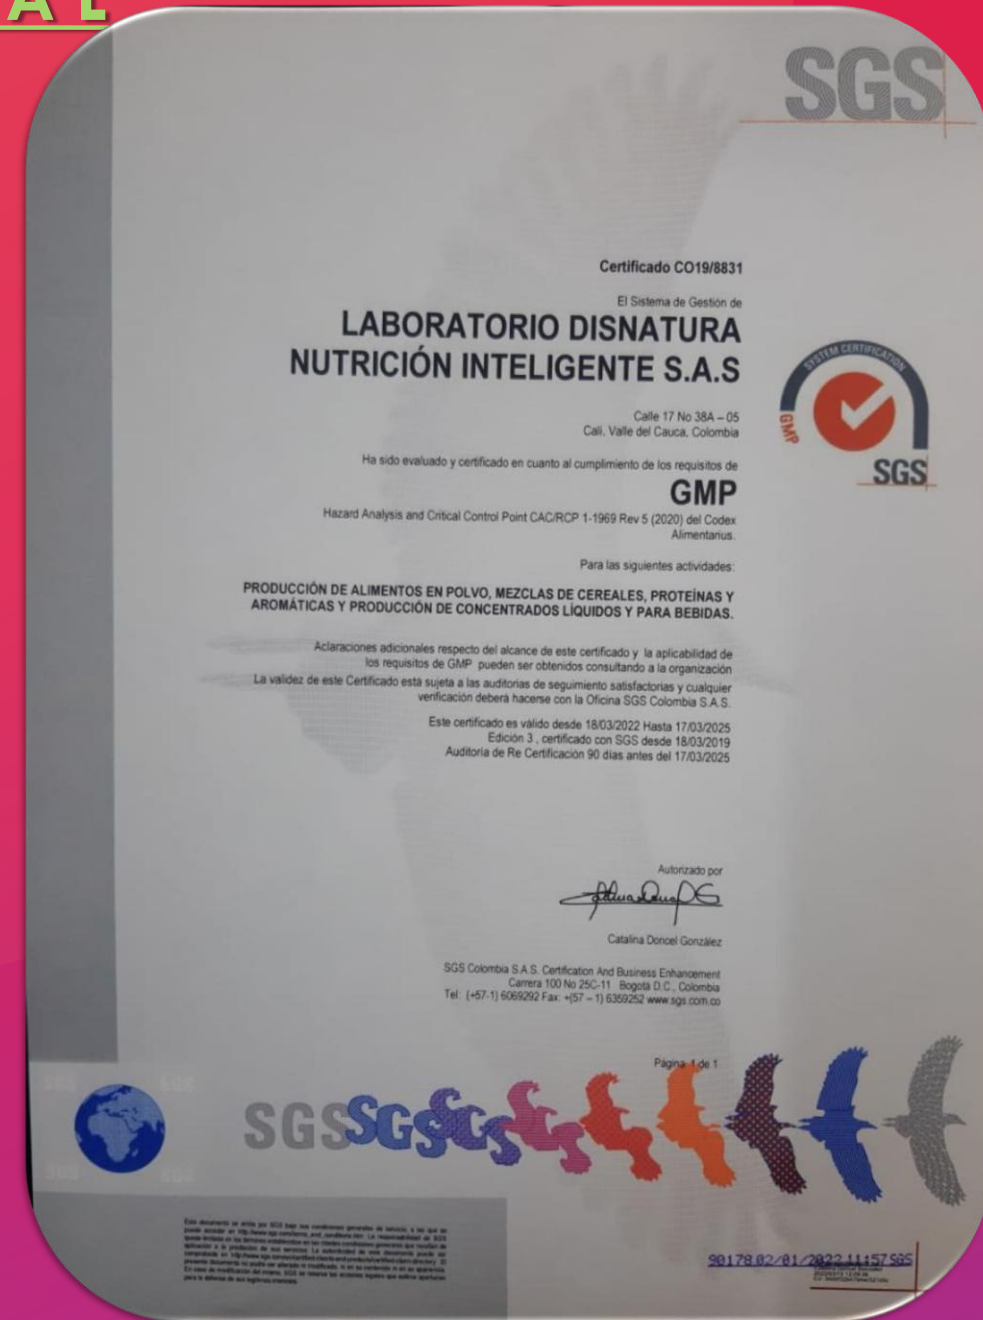 A L
SGS
Certificado CO19/8831
El Sistema de Gestión de
LABORATORIO DISNATURA
NUTRICIÓN INTELIGENTE S.A.S
Calle 17 No 38A – 05
Cali, Valle del Cauca, Colombia
SYSTEM CERTIFICATION
GMP
SGS
Ha sido evaluado y certificado en cuanto al cumplimiento de los requisitos de
GMP
Hazard Analysis and Critical Control Point CAC/RCP 1-1969 Rev 5 (2020) del Codex
Alimentarius.
Para las siguientes actividades:
PRODUCCIÓN DE ALIMENTOS EN POLVO, MEZCLAS DE CEREALES, PROTEÍNAS Y
AROMÁTICAS Y PRODUCCIÓN DE CONCENTRADOS LÍQUIDOS Y PARA BEBIDAS.
Aclaraciones adicionales respecto del alcance de este certificado y la aplicabilidad de
los requisitos de GMP pueden ser obtenidos consultando a la organización
La validez de este Certificado está sujeta a las auditorias de seguimiento satisfactorias y cualquier
verificación deberá hacerse con la Oficina SGS Colombia S.A.S.
Este certificado es válido desde 18/03/2022 Hasta 17/03/2025
Edición 3 , certificado con SGS desde 18/03/2019
Auditoria de Re Certificación 90 días antes del 17/03/2025
Autorizado por
Catalina Doncel González
SGS Colombia S.A.S. Certification And Business Enhancement
Carrera 100 No 25C-11 Bogotá D.C., Colombia
Tel: (+57-1) 6069292 Fax: +(57 – 1) 6359252 www.sgs.com.co
Página 1 de 1
SGS SGS SGS
90178.02/01/2022 11:57 SGS